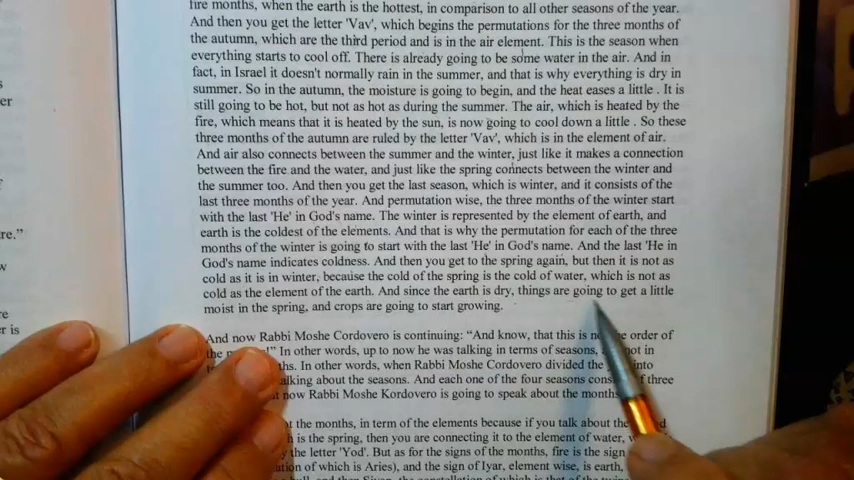 fire months, when the earth is the hottest, in comparison to all other seasons of the year.
And then you get the letter 'Vav', which begins the permutations for the three months of
the autumn, which are the third period and is in the air element. This is the season when
everything starts to cool off. There is already going to be some water in the air. And in
fact, in Israel it doesn't normally rain in the summer, and that is why everything is dry in
summer. So in the autumn, the moisture is going to begin, and the heat eases a little . It is
still going to be hot, but not as hot as during the summer. The air, which is heated by the
fire, which means that it is heated by the sun, is now going to cool down a little . So these
three months of the autumn are ruled by the letter 'Vav', which is in the element of air.
And air also connects between the summer and the winter, just like it makes a connection
between the fire and the water, and just like the spring connects between the winter and
the summer too. And then you get the last season, which is winter, and it consists of the
last three months of the year. And permutation wise, the three months of the winter start
with the last 'He' in God's name. The winter is represented by the element of earth, and
earth is the coldest of the elements. And that is why the permutation for each of the three
months of the winter is going to start with the last 'He' in God's name. And the last 'He in
God's name indicates coldness. And then you get to the spring again, but then it is not as
cold as it is in winter, because the cold of the spring is the cold of water, which is not as
cold as the element of the earth. And since the earth is dry, things are going to get a little
moist in the spring, and crops are going to start growing.
er
re."
w
re
r is
And now Rabbi Moshe Cordovero is continuing: "And know, that this is order of
the In other words, up to now he was talking in terms of seasons, in
In other words, when Rabbi Moshe Cordovero divided the into
alking about the seasons. And each one of the four seasons three
now Rabbi Moshe Kordovero is going to speak about the months
t the months, in term of the elements because if you talk about the
is the spring, then you are connecting it to the element of water,
y the letter 'Yod'. But as for the signs of the months, fire is the sign
ation of which is Aries), and the sign of Iyar, element wise, is earth,